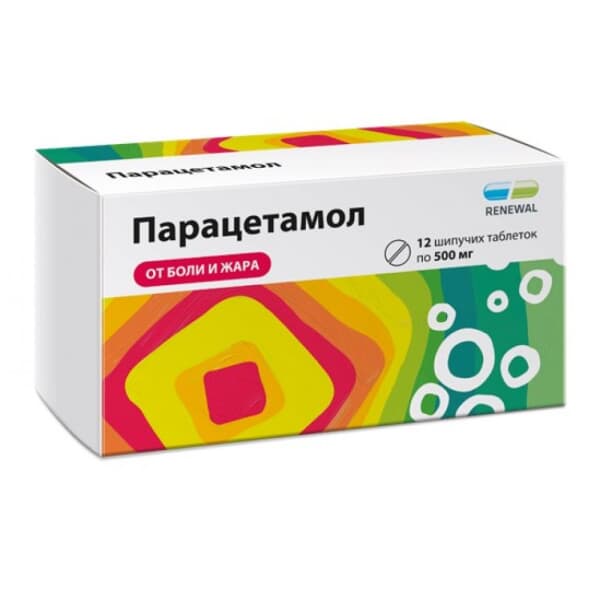 Парацетамол
Парацетамол
ОТ БОЛИ И ЖАРА
RENEWAL
12 шипучих таблеток
по 500 мг